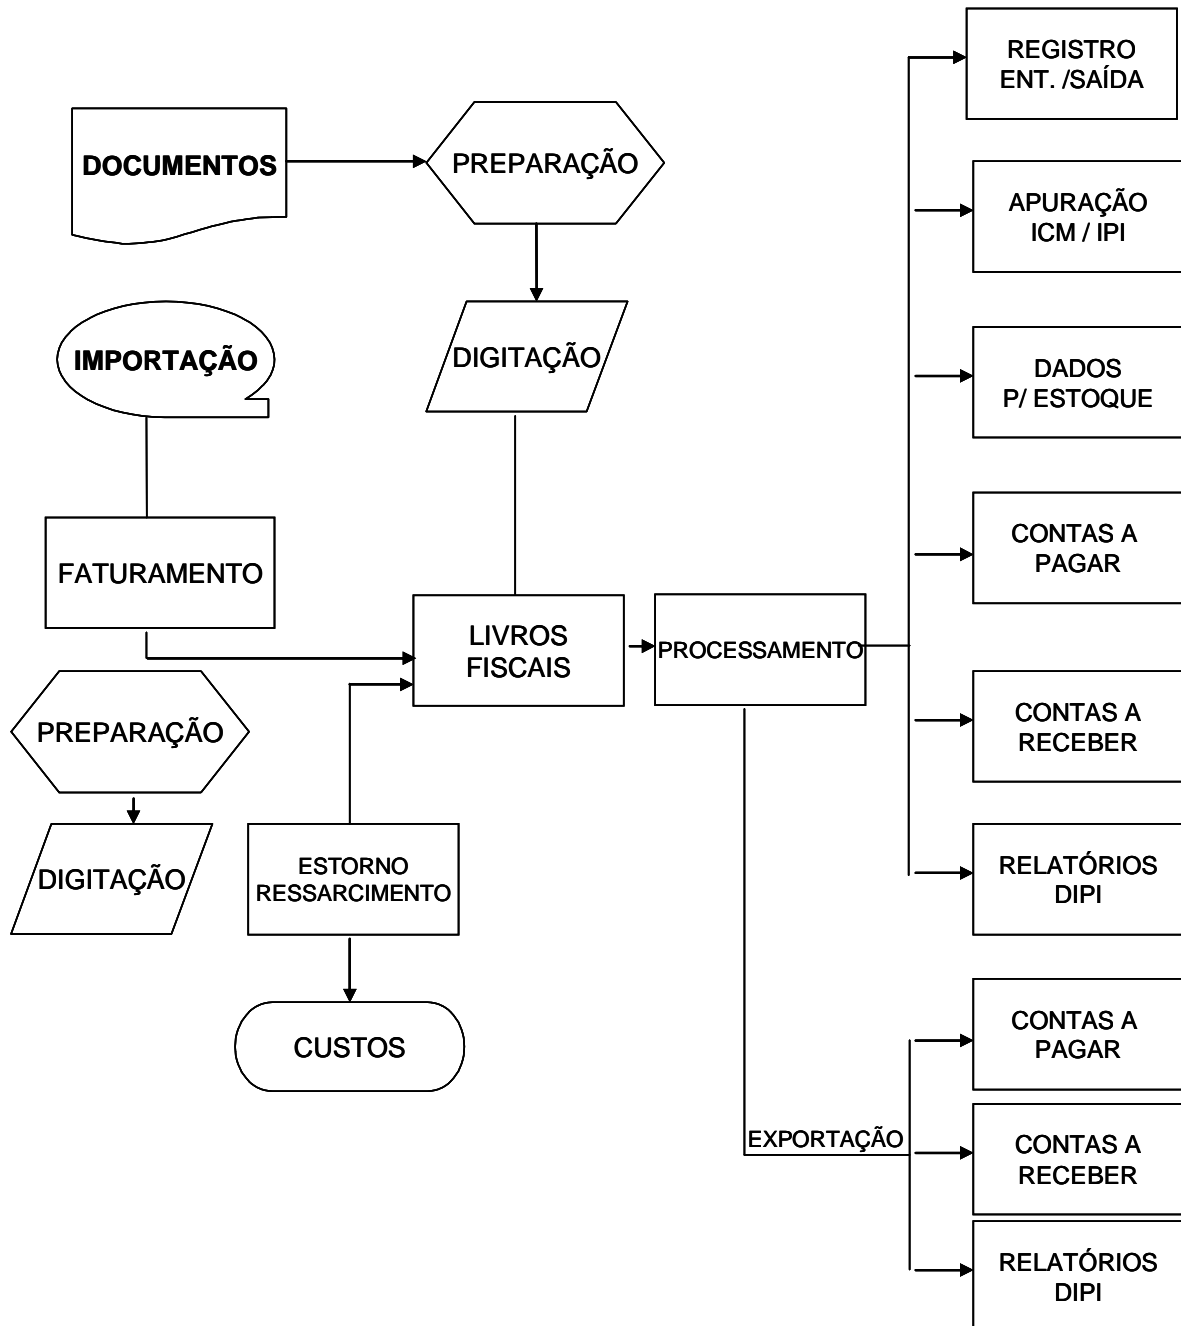 DOCUMENTOS
PREPARAÇÃO
IMPORTAÇÃO
DIGITAÇÃO
FATURAMENTO
LIVROS
FISCAIS
PROCESSAMENTO
PREPARAÇÃO
DIGITAÇÃO
ESTORNO
RESSARCIMENTO
CUSTOS
REGISTRO
ENT. /SAÍDA
APURAÇÃO
ICM / IPI
DADOS
P/ ESTOQUE
CONTAS A
PAGAR
CONTAS A
RECEBER
RELATÓRIOS
DIPI
EXPORTAÇÃO
CONTAS A
PAGAR
CONTAS A
RECEBER
RELATÓRIOS
DIPI